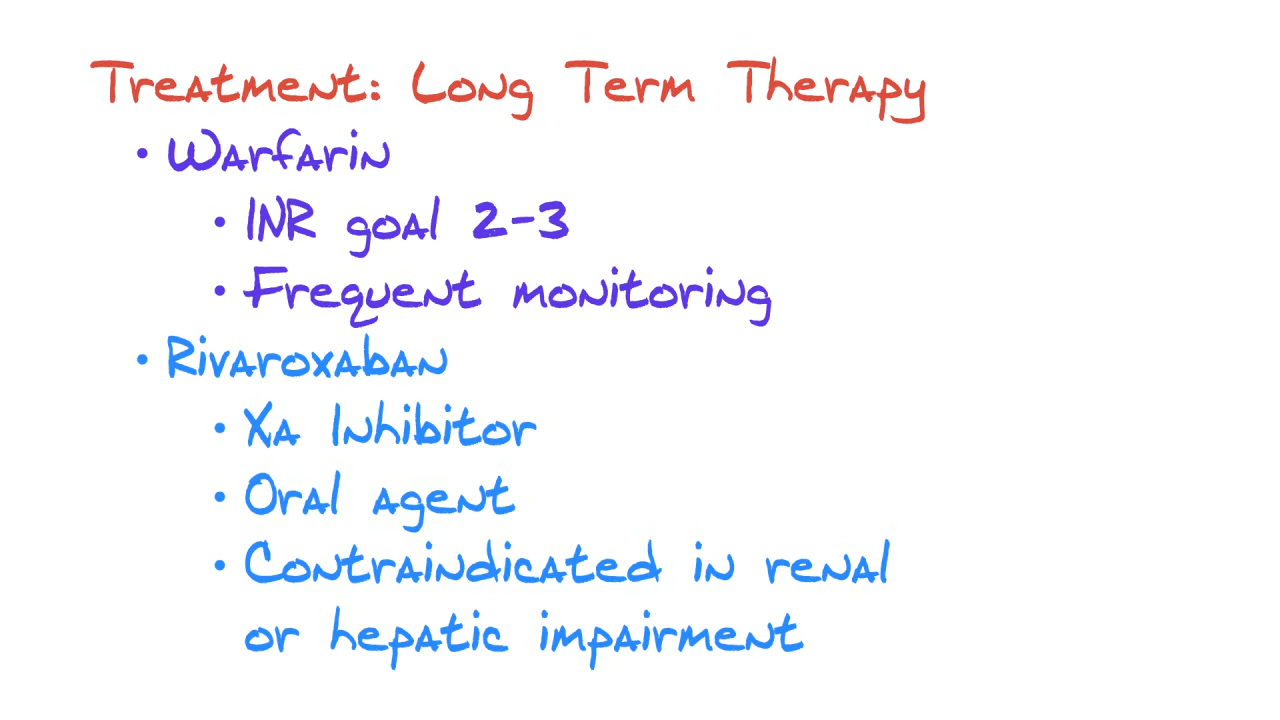 Treatment: Long Term Therapy
• Warfarin
• INR goal 2-3
• Frequent monitoring
• Rivaroxaban
• Xa Inhibitor
• Oral agent
• Contraindicated in renal
or hepatic impairment